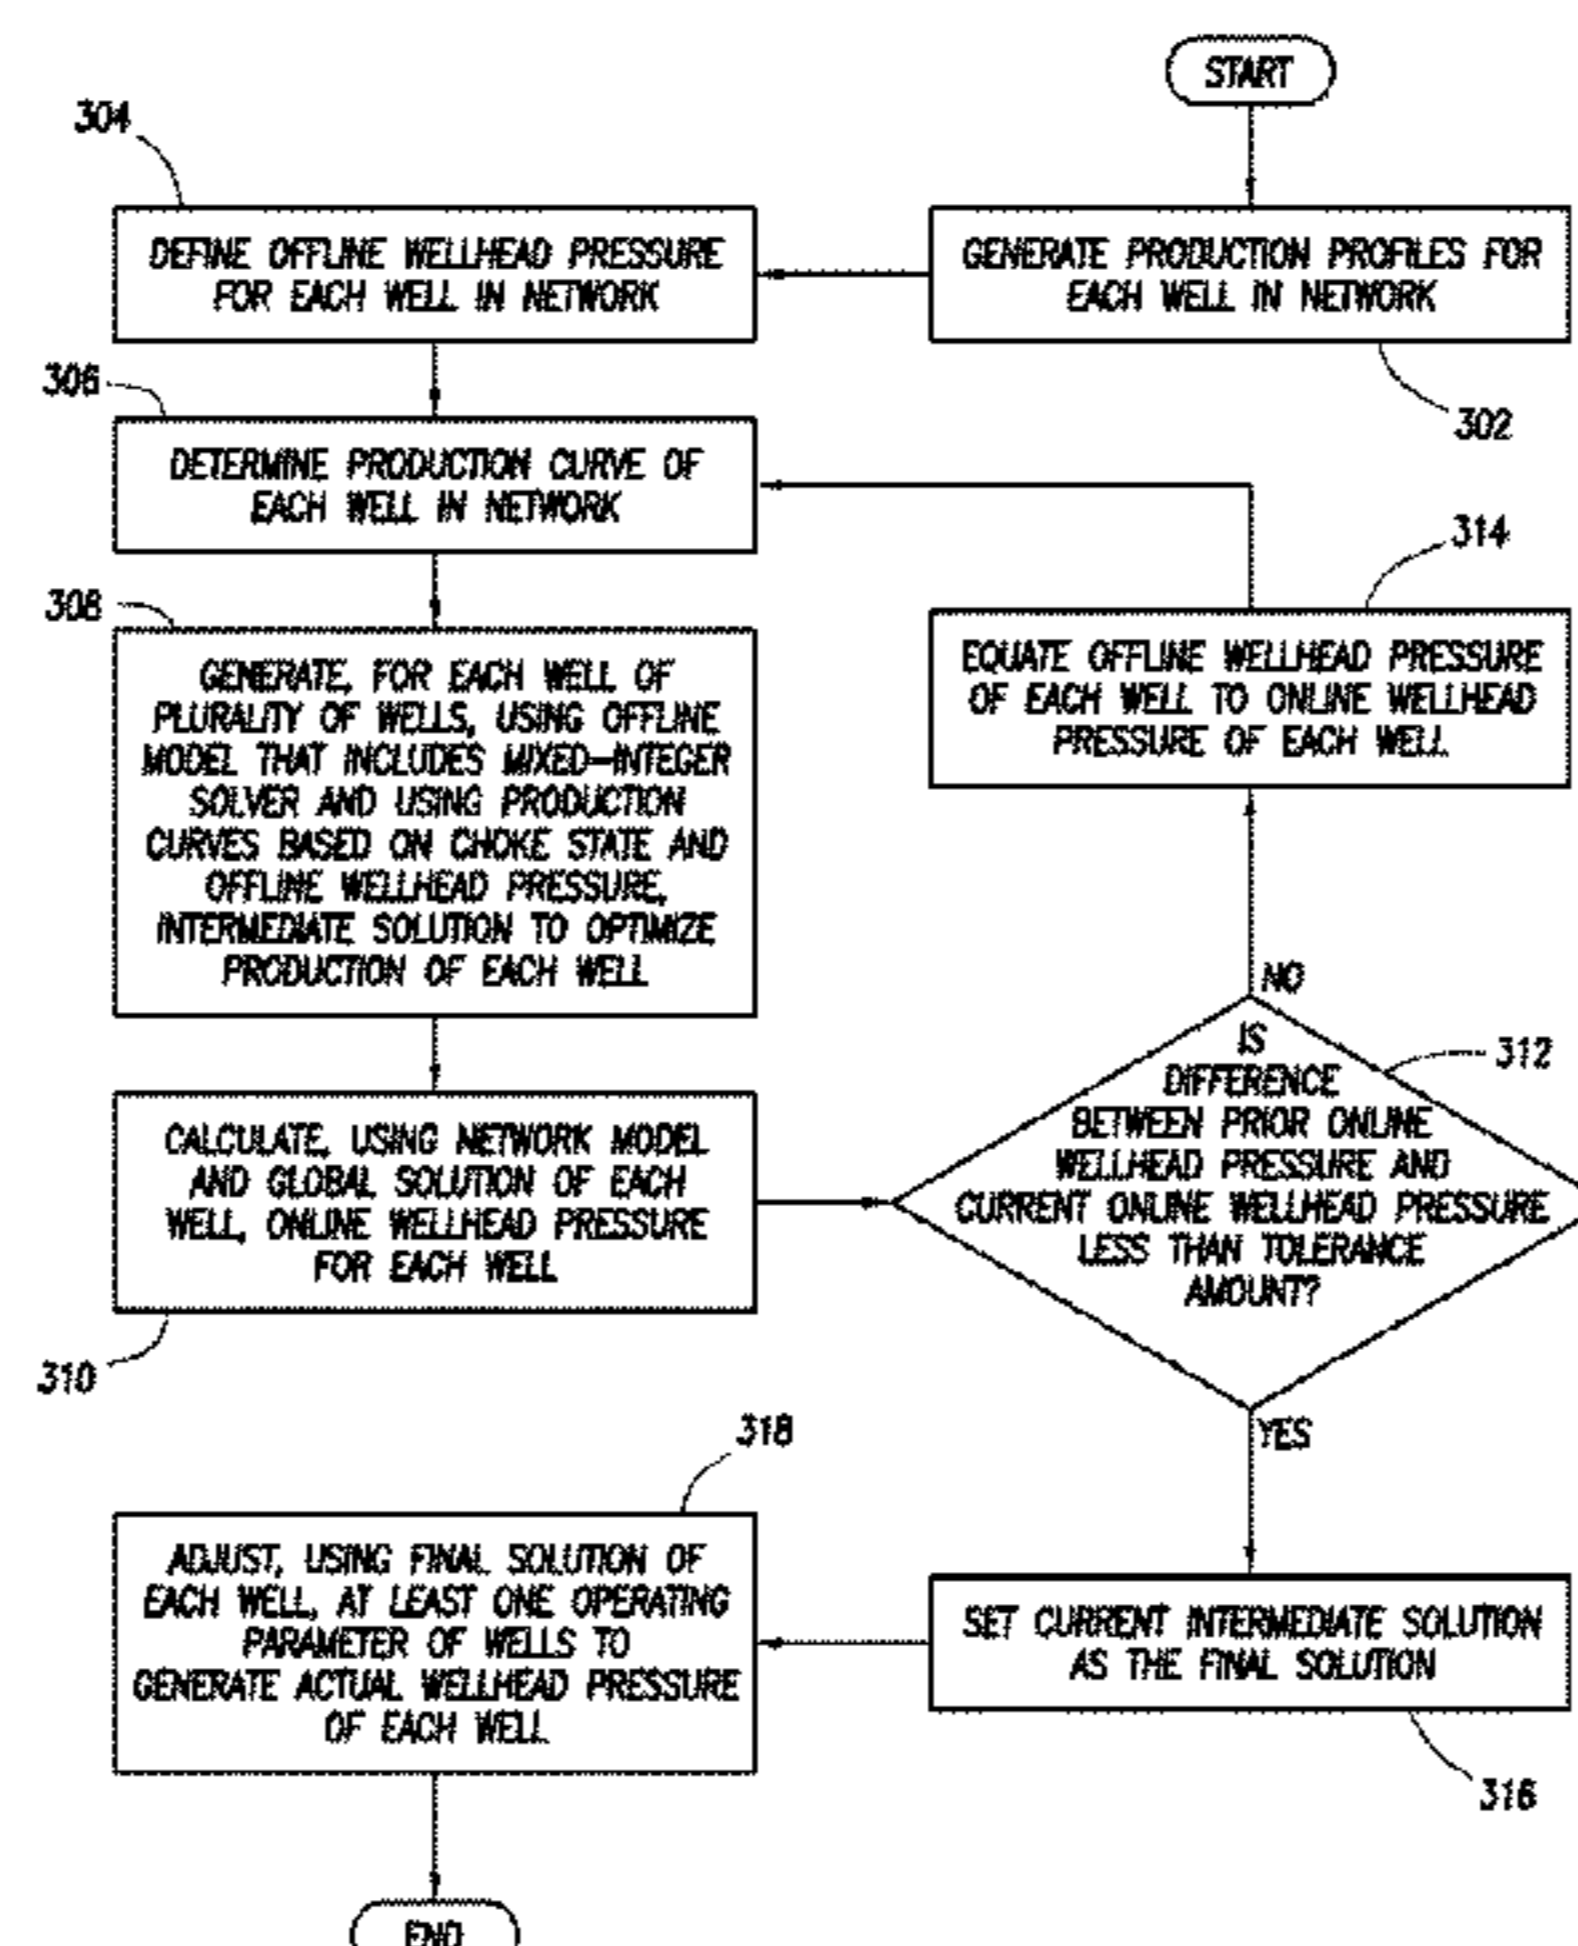 START
304
DEFINE OFFLINE WELLHEAD PRESSURE
FOR EACH WELL IN NETWORK
GENERATE PRODUCTION PROFILES FOR
EACH WELL IN NETWORK
302
306
DETERMINE PRODUCTION CURVE OF
EACH WELL IN NETWORK
308
GENERATE, FOR EACH WELL OF
PLURALITY OF WELLS, USING OFFLINE
MODEL THAT INCLUDES MIXED-INTEGER
SOLVER AND USING PRODUCTION
CURVES BASED ON CHOKE STATE AND
OFFLINE WELLHEAD PRESSURE,
INTERMEDIATE SOLUTION TO OPTIMIZE
PRODUCTION OF EACH WELL
314
EQUATE OFFLINE WELLHEAD PRESSURE
OF EACH WELL TO ONLINE WELLHEAD
PRESSURE OF EACH WELL
NO
CALCULATE, USING NETWORK MODEL
AND GLOBAL SOLUTION OF EACH
WELL, ONLINE WELLHEAD PRESSURE
FOR EACH WELL
310
312
IS
DIFFERENCE
BETWEEN PRIOR ONLINE
WELLHEAD PRESSURE AND
CURRENT ONLINE WELLHEAD PRESSURE
LESS THAN TOLERANCE
AMOUNT?
YES
318
ADJUST, USING FINAL SOLUTION OF
EACH WELL, AT LEAST ONE OPERATING
PARAMETER OF WELLS TO
GENERATE ACTUAL WELLHEAD PRESSURE
OF EACH WELL
SET CURRENT INTERMEDIATE SOLUTION
AS THE FINAL SOLUTION
316
END